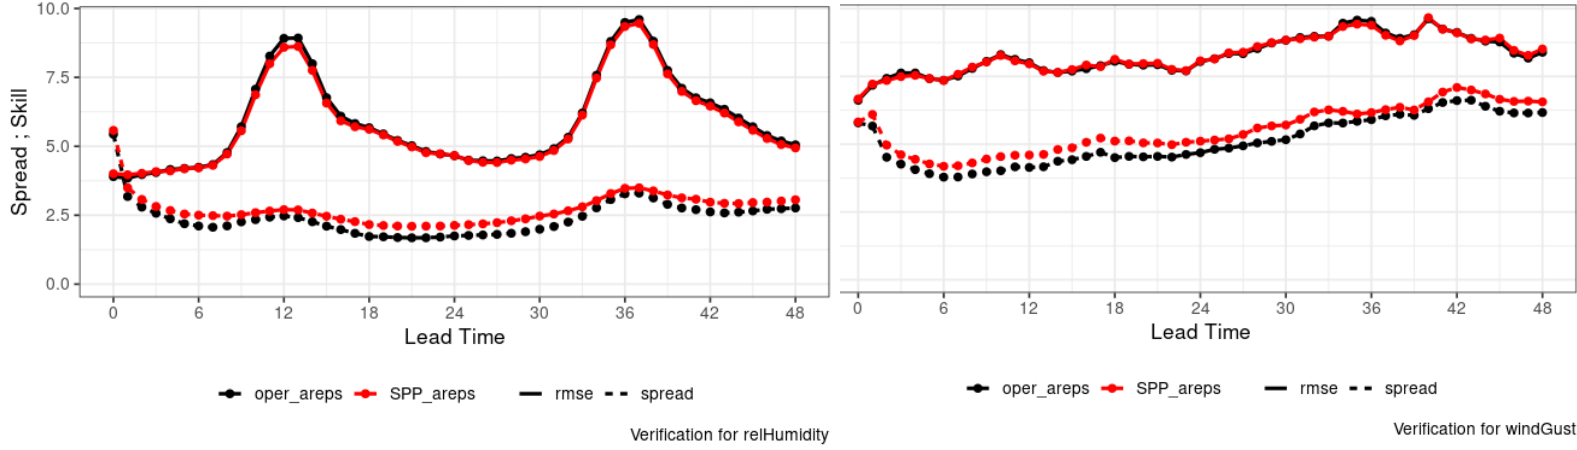 Spread ; Skill
10.0
7.5
5.0
2.5
0.0
0 6 12 18 24 30 36 42 48
Lead Time
oper_areps SPP_areps rmse spread
Verification for relHumidity
0 6 12 18 24 30 36 42 48
Lead Time
oper_areps SPP_areps rmse spread
Verification for windGust